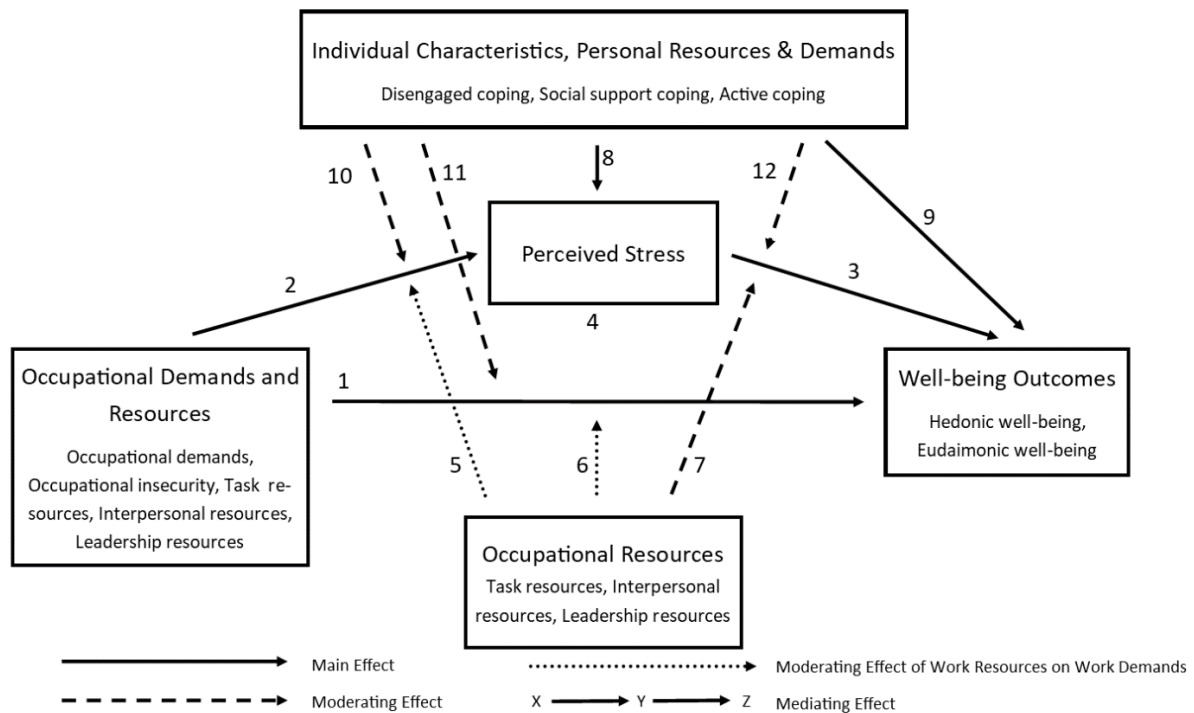 Individual Characteristics, Personal Resources & Demands
Disengaged coping, Social support coping, Active coping
10
11
8
12
9
Perceived Stress
2
3
4
Occupational Demands and
Resources
Occupational demands,
Occupational insecurity, Task re-
sources, Interpersonal resources,
Leadership resources
1
Well-being Outcomes
Hedonic well-being,
Eudaimonic well-being
5
6
7
Occupational Resources
Task resources, Interpersonal
resources, Leadership resources
Main Effect
Moderating Effect of Work Resources on Work Demands
Moderating Effect
X Y Z Mediating Effect